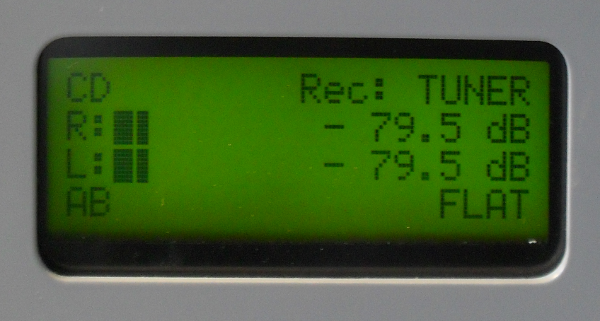 CD Rec: TUNER
R: - 79.5 dB
L: - 79.5 dB
AB FLAT